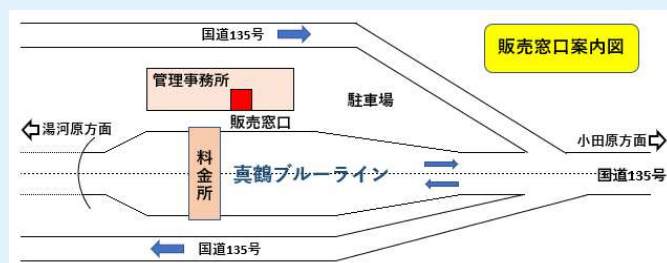 国道135号
販売窓口案内図
管理事務所
駐車場
販売窓口
湯河原方面
小田原方面
料金所
真鶴ブルーライン
国道135号
国道135号